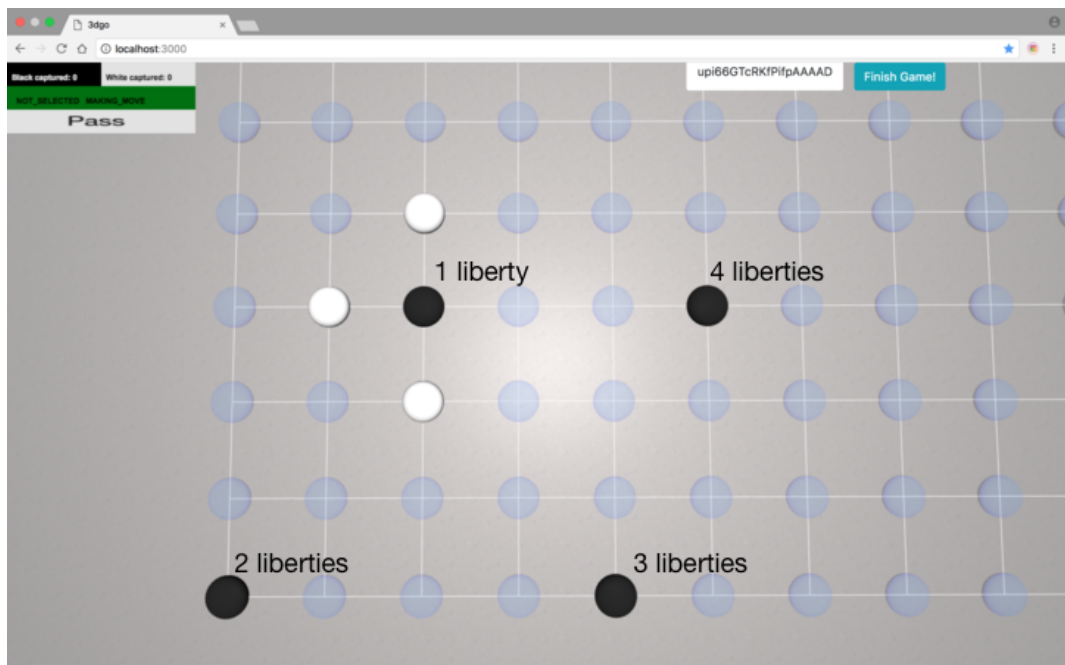 3dgo
localhost:3000
Black captured: 0
White captured: 0
upi66GTcRKfPifpAAAAD
Finish Game!
NOT_SELECTED MAKING_MOVE
Pass
1 liberty
4 liberties
2 liberties
3 liberties